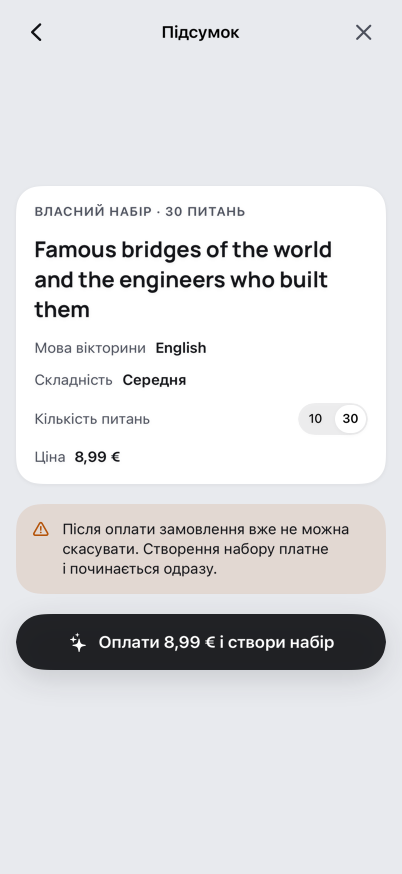 Підсумок
ВЛАСНИЙ НАБІР · 30 ПИТАНЬ
Famous bridges of the world
and the engineers who built
them
Мова вікторини English
Складність Середня
Кількість питань 10 30
Ціна 8,99 €
Після оплати замовлення вже не можна
скасувати. Створення набору платне
і починається одразу.
Оплати 8,99 € і створи набір